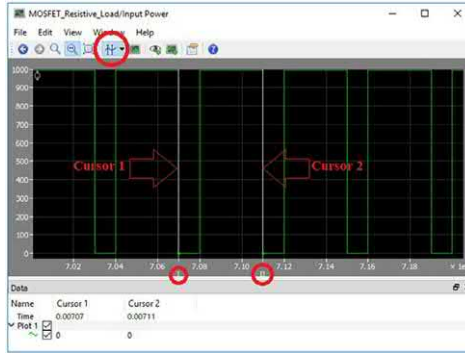 MOSFET_Resistive_Load/Input Power
File Edit View Window Help
1000
900
800
700
600
500
Cursor 1 Cursor 2
400
300
200
100
0
7.02 7.04 7.06 7.08 7.10 7.12 7.14 7.16 7.18
Data
Name Cursor 1 Cursor 2
Time 0.00707 0.00711
Plot 1
0 0